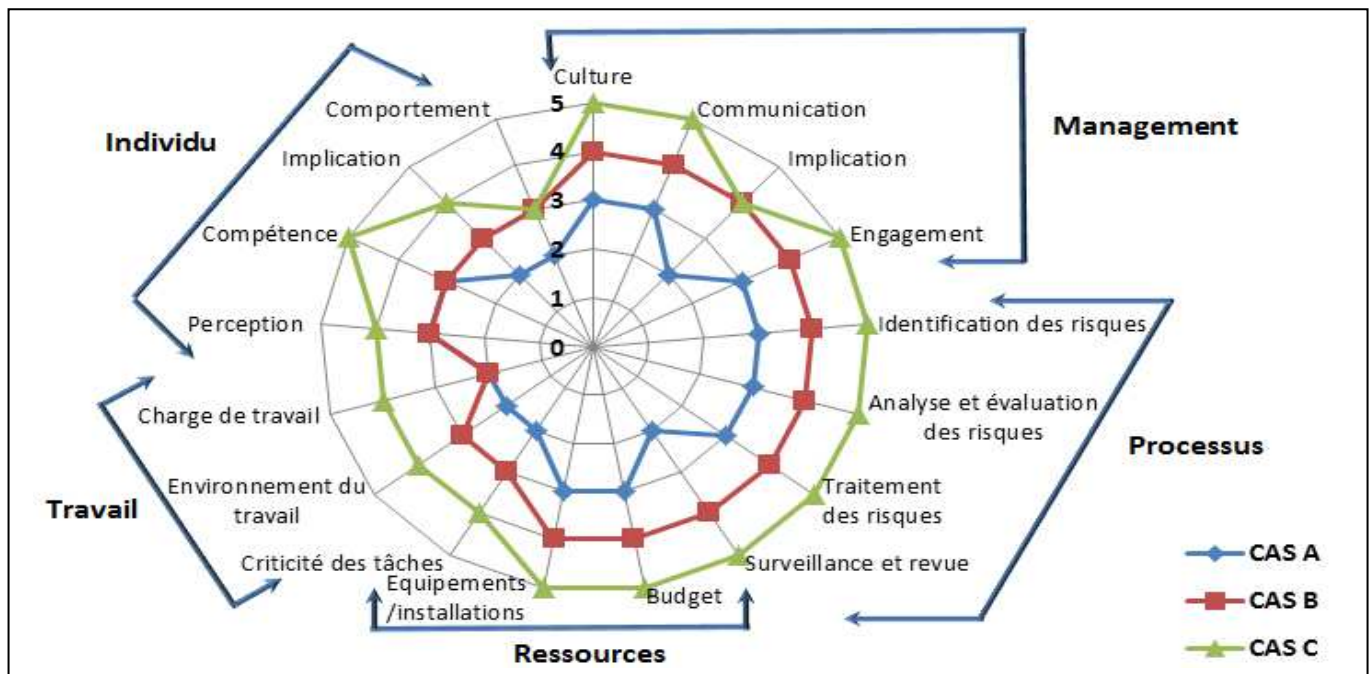 Culture
Communication
Implication
Engagement
Identification des risques
Analyse et évaluation
des risques
Traitement
des risques
Surveillance et revue
Budget
Equipements
/installations
Criticité des tâches
Environnement du
travail
Charge de travail
Perception
Compétence
Implication
Comportement
5
4
3
2
1
0
Management
Processus
Ressources
Travail
Individu
CAS A
CAS B
CAS C